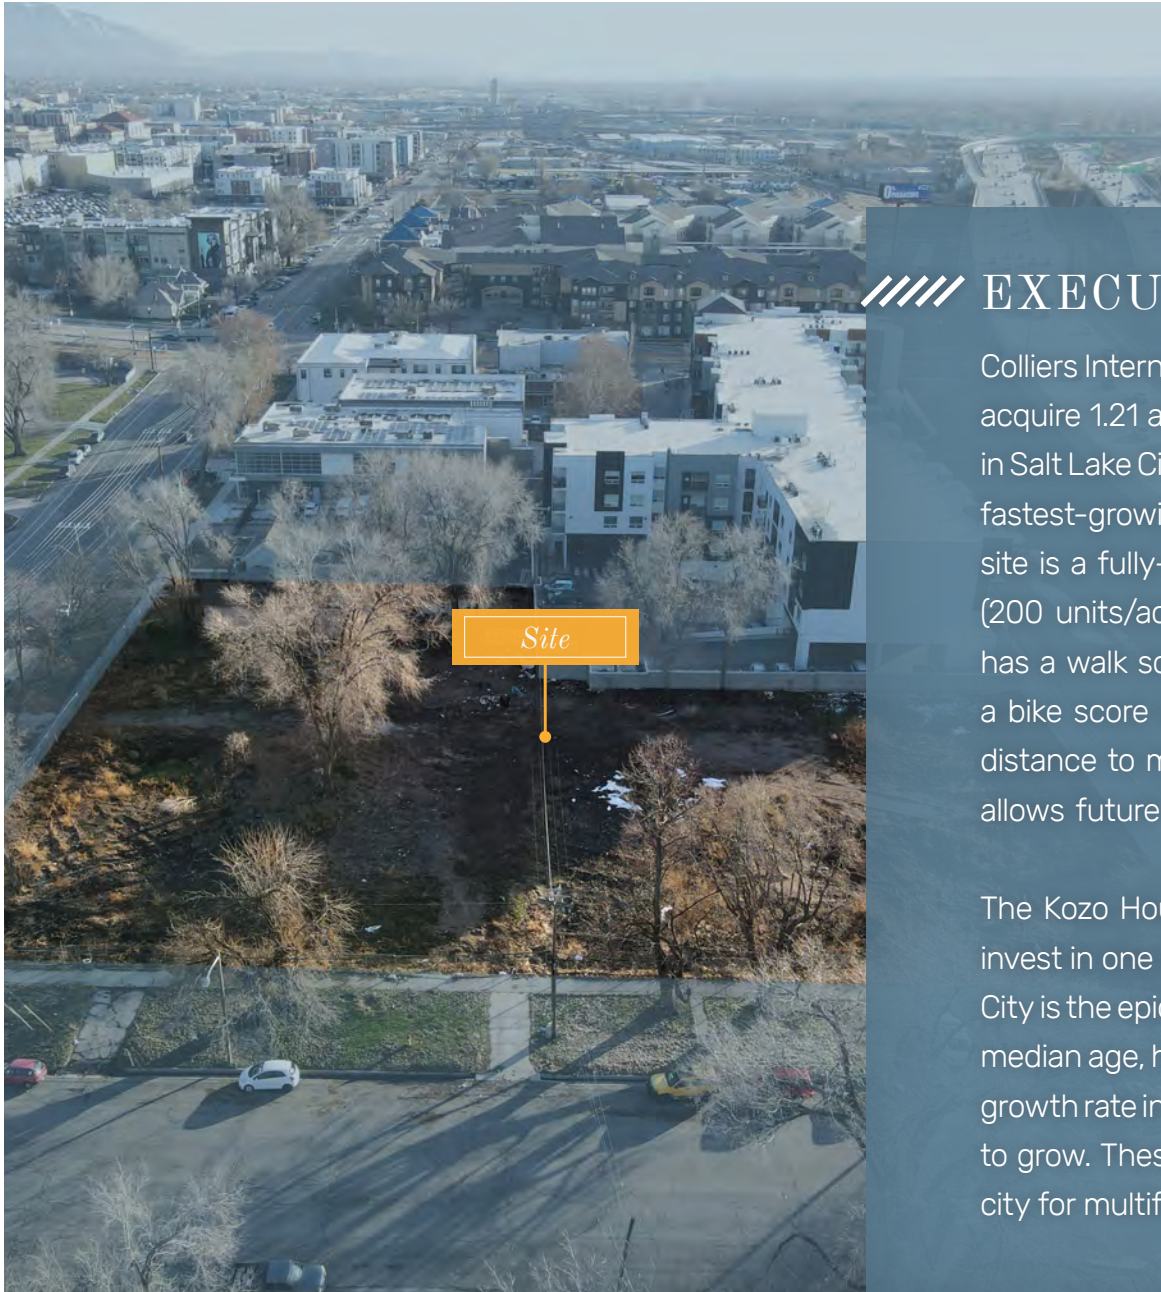 Site
EXECU
Colliers Intern
acquire 1.21 a
in Salt Lake Ci
fastest-growi
site is a fully-
(200 units/ac
has a walk sc
a bike score
distance to m
allows future
The Kozo Hou
invest in one
City is the epic
median age, h
growth rate in
to grow. Thes
city for multif